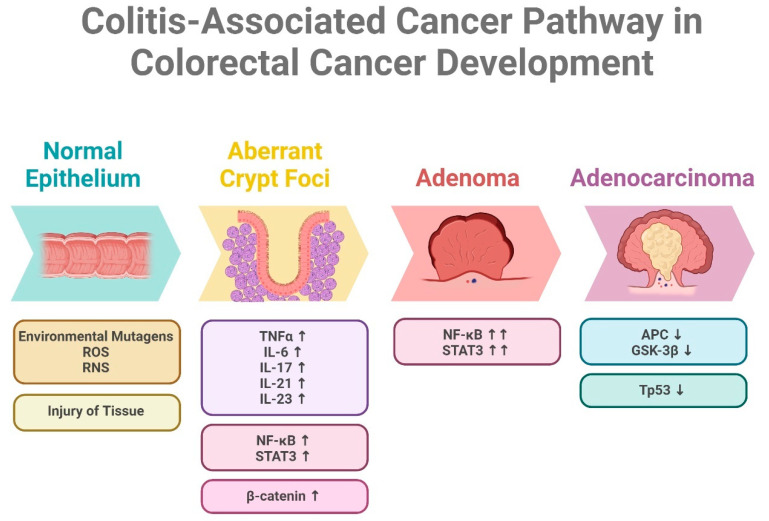 Colitis-Associated Cancer Pathway in
Colorectal Cancer Development
Normal
Epithelium
Environmental Mutagens
ROS
RNS
Injury of Tissue
Aberrant
Crypt Foci
TNFα ↑
IL-6 ↑
IL-17 ↑
IL-21 ↑
IL-23 ↑
NF-κB ↑
STAT3 ↑
β-catenin ↑
Adenoma
NF-κB ↑↑
STAT3 ↑↑
Adenocarcinoma
APC ↓
GSK-3β ↓
Tp53 ↓